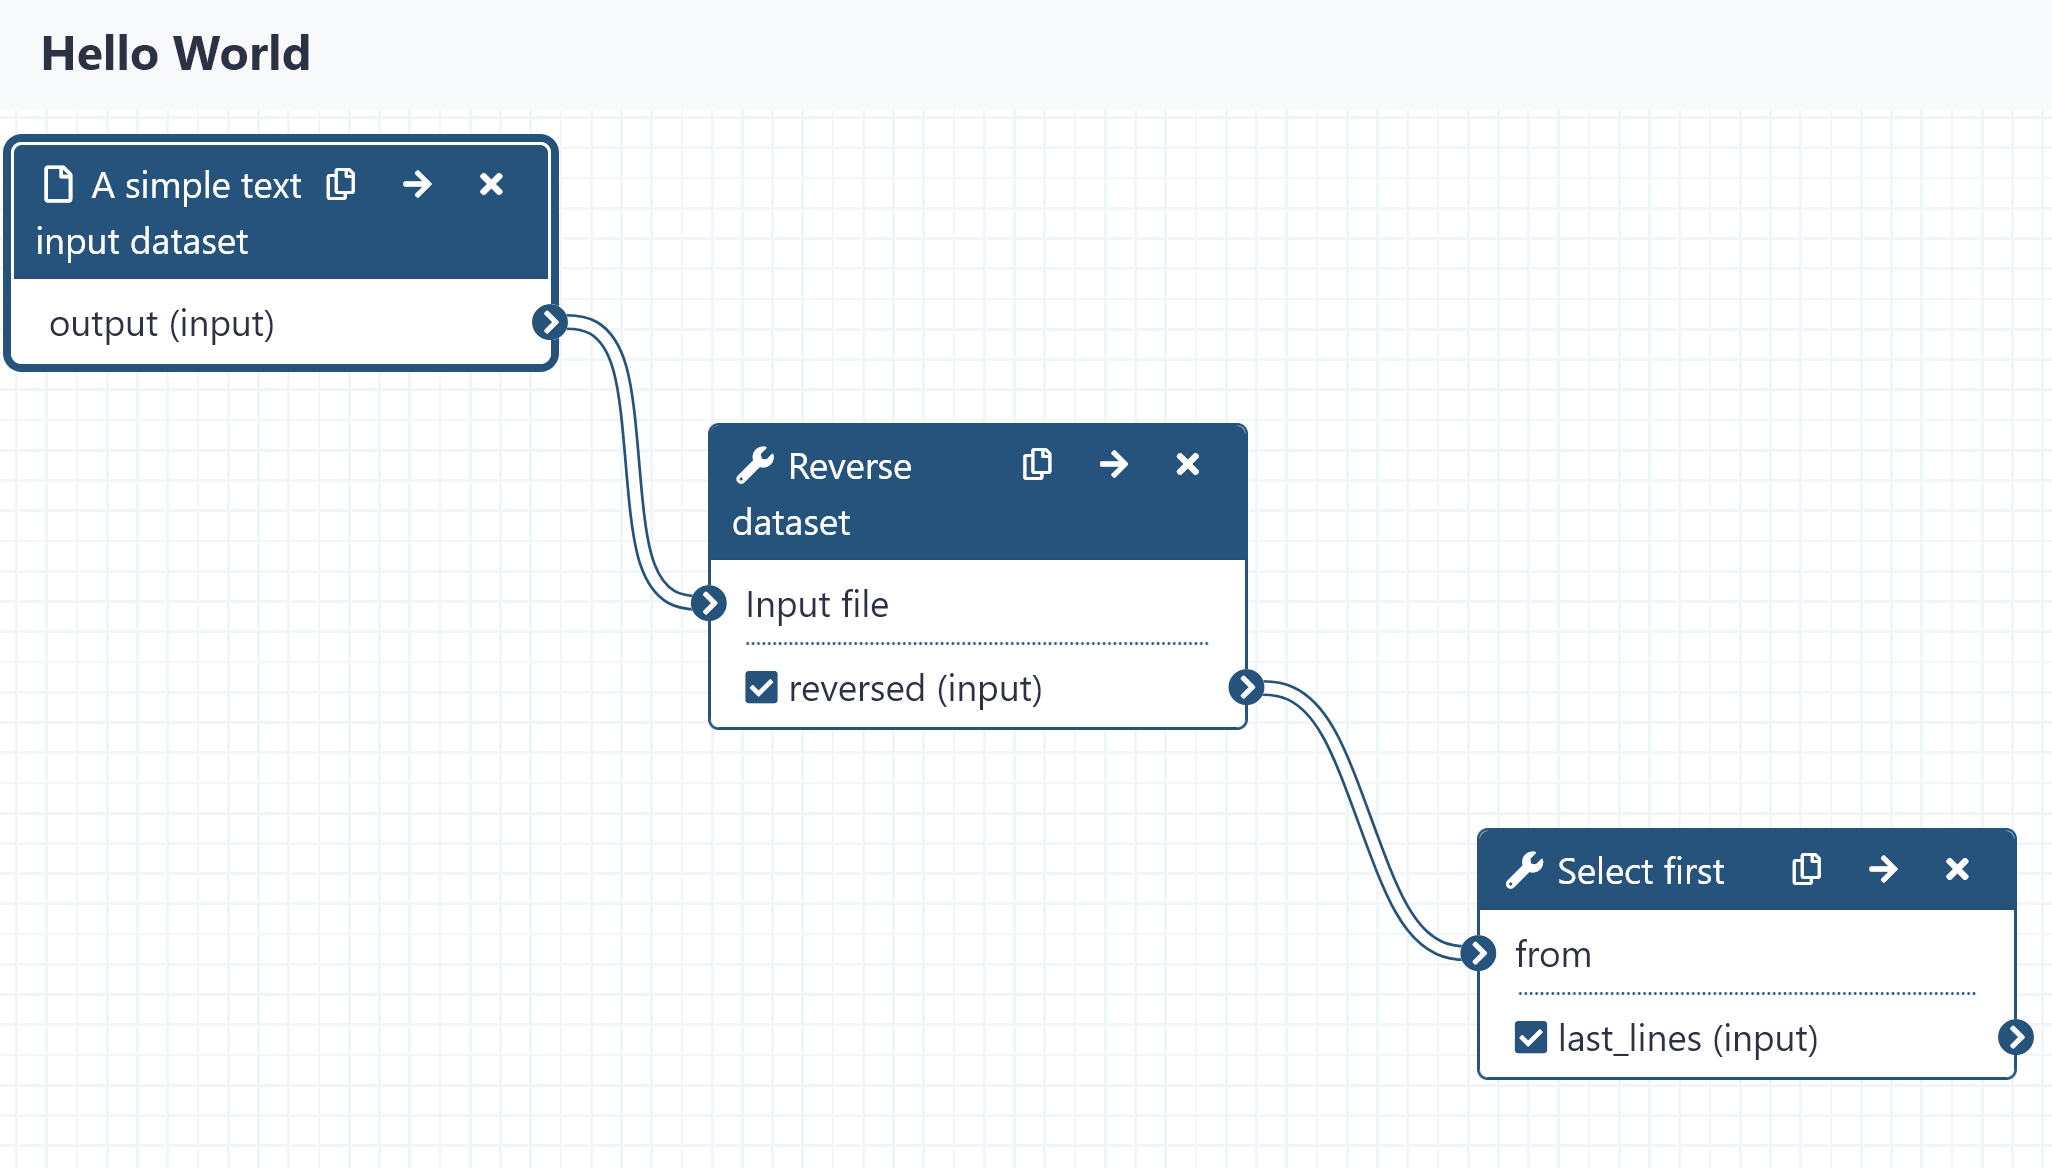 Hello World
A simple text
input dataset
output (input)
Reverse
dataset
Input file
reversed (input)
Select first
from
last_lines (input)